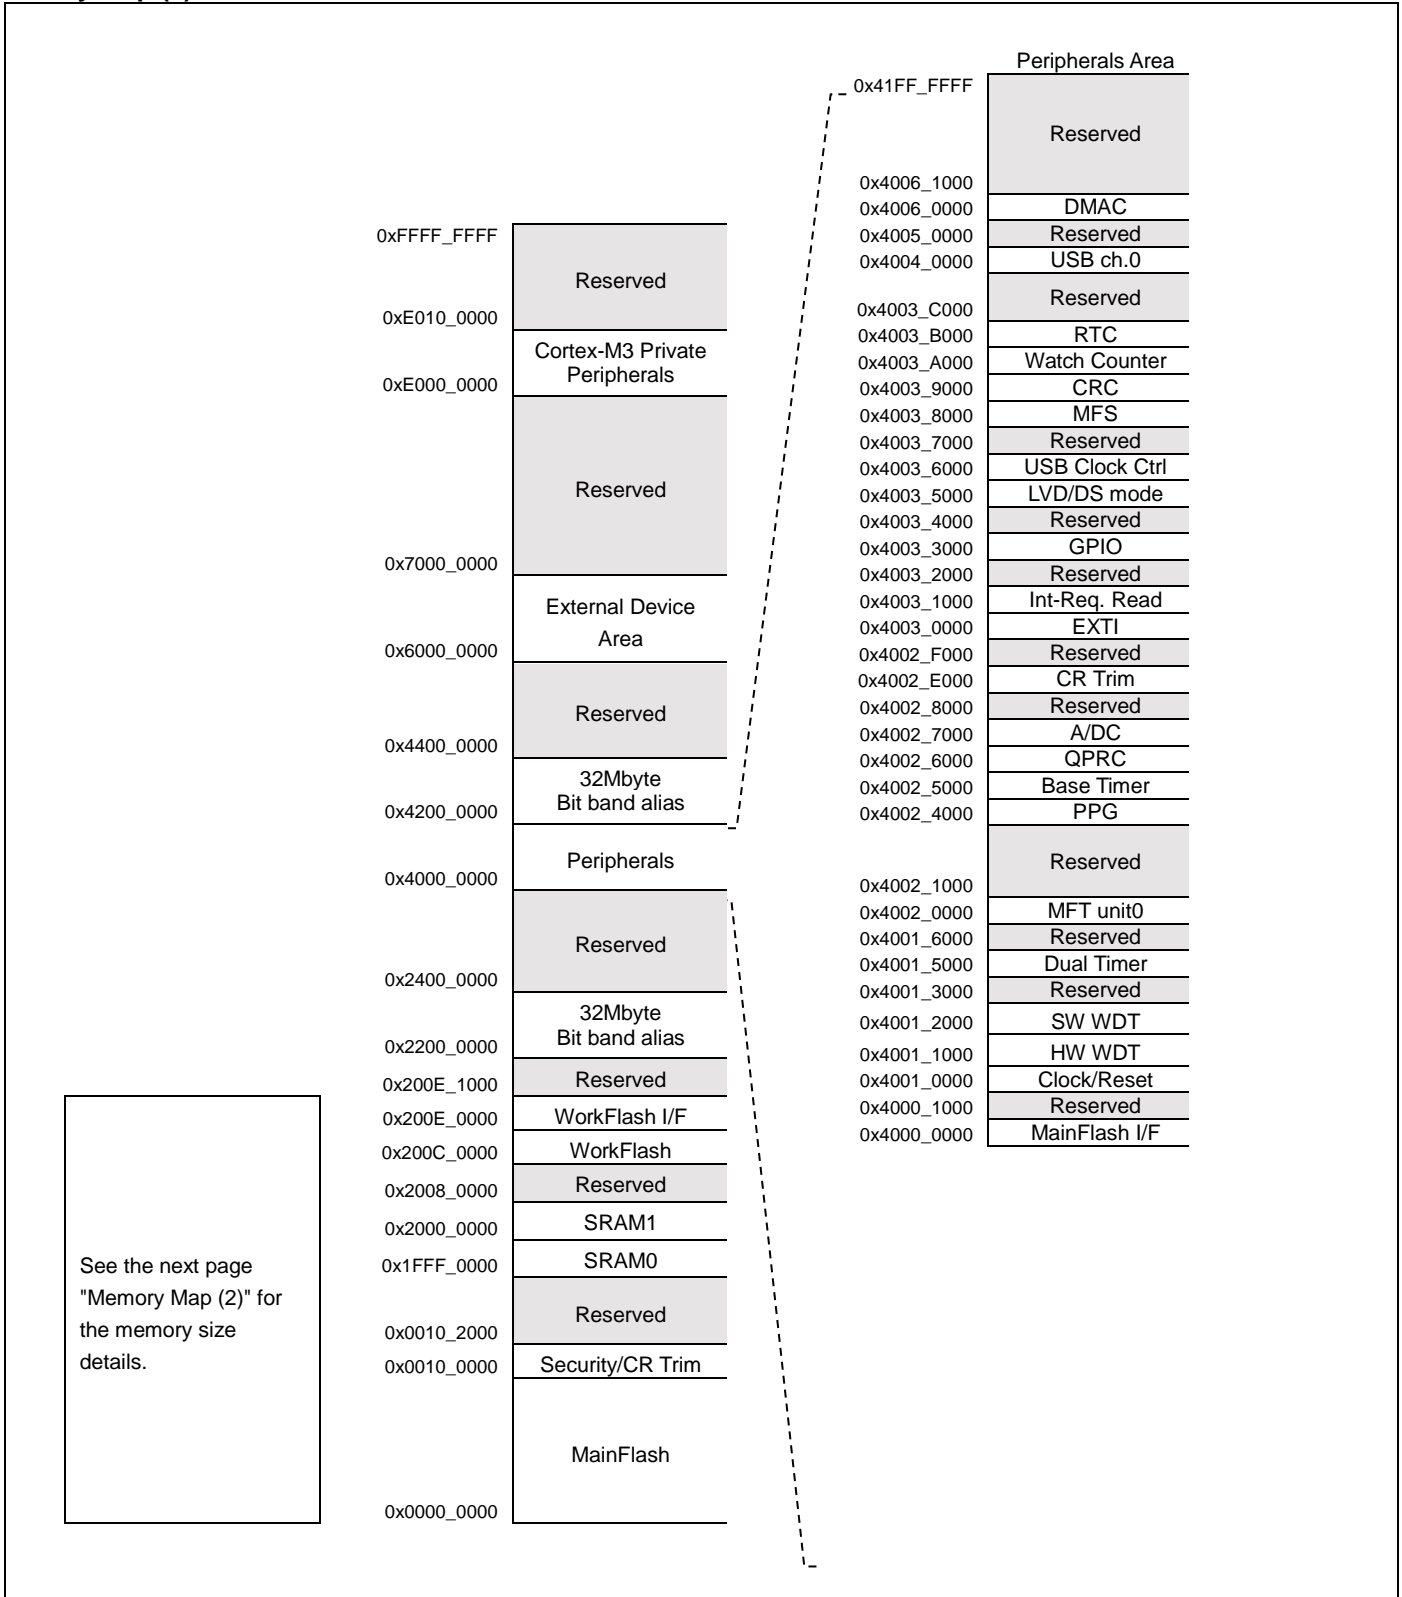 0xFFFF_FFFF
Reserved
0xE010_0000
Cortex-M3 Private
Peripherals
0xE000_0000
Reserved
0x7000_0000
External Device
Area
0x6000_0000
Reserved
0x4400_0000
32Mbyte
Bit band alias
0x4200_0000
Peripherals
0x4000_0000
Reserved
0x2400_0000
32Mbyte
Bit band alias
0x2200_0000
Reserved
0x200E_1000
WorkFlash I/F
0x200E_0000
WorkFlash
0x200C_0000
Reserved
0x2008_0000
SRAM1
0x2000_0000
SRAM0
0x1FFF_0000
Reserved
0x0010_2000
Security/CR Trim
0x0010_0000
MainFlash
0x0000_0000
See the next page
"Memory Map (2)" for
the memory size
details.
Peripherals Area
0x41FF_FFFF
Reserved
0x4006_1000
0x4006_0000 DMAC
0x4005_0000 Reserved
0x4004_0000 USB ch.0
Reserved
0x4003_C000
0x4003_B000 RTC
0x4003_A000 Watch Counter
0x4003_9000 CRC
0x4003_8000 MFS
0x4003_7000 Reserved
0x4003_6000 USB Clock Ctrl
0x4003_5000 LVD/DS mode
0x4003_4000 Reserved
0x4003_3000 GPIO
0x4003_2000 Reserved
0x4003_1000 Int-Req. Read
0x4003_0000 EXTI
0x4002_F000 Reserved
0x4002_E000 CR Trim
0x4002_8000 Reserved
0x4002_7000 A/DC
0x4002_6000 QPRC
0x4002_5000 Base Timer
0x4002_4000 PPG
Reserved
0x4002_1000
0x4002_0000 MFT unit0
0x4001_6000 Reserved
0x4001_5000 Dual Timer
0x4001_3000 Reserved
0x4001_2000 SW WDT
0x4001_1000 HW WDT
0x4001_0000 Clock/Reset
0x4000_1000 Reserved
0x4000_0000 MainFlash I/F